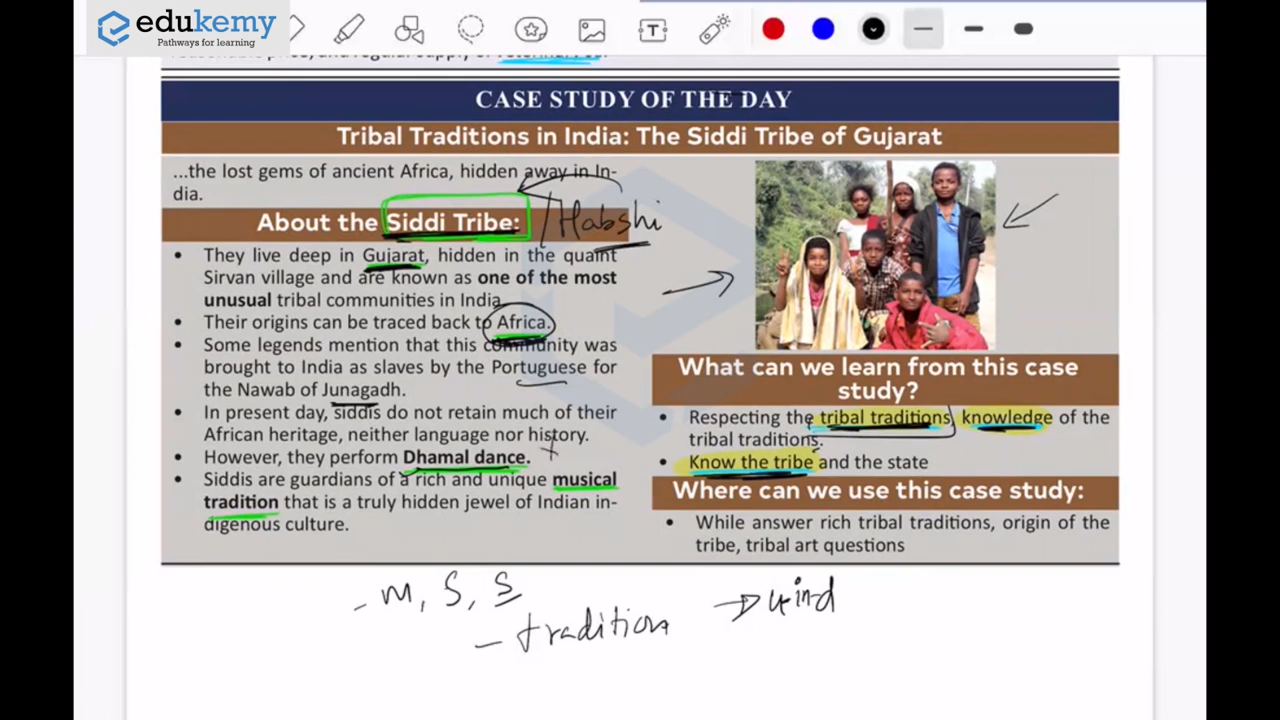 edukemy
Pathways for learning
CASE STUDY OF THE DAY
Tribal Traditions in India: The Siddi Tribe of Gujarat
...the lost gems of ancient Africa, hidden away in In-
dia.
About the Siddi Tribe:
Habshi
• They live deep in Gujarat, hidden in the quaint
Sirvan village and are known as one of the most
unusual tribal communities in India.
• Their origins can be traced back to Africa.
• Some legends mention that this community was
brought to India as slaves by the Portuguese for
the Nawab of Junagadh.
• In present day, siddis do not retain much of their
African heritage, neither language nor history.
• However, they perform Dhamal dance.
• Siddis are guardians of a rich and unique musical
tradition that is a truly hidden jewel of Indian in-
digenous culture.
What can we learn from this case
study?
• Respecting the tribal traditions, knowledge of the
tribal traditions.
• Know the tribe and the state
Where can we use this case study:
• While answer rich tribal traditions, origin of the
tribe, tribal art questions
- M, S, S
- tradition